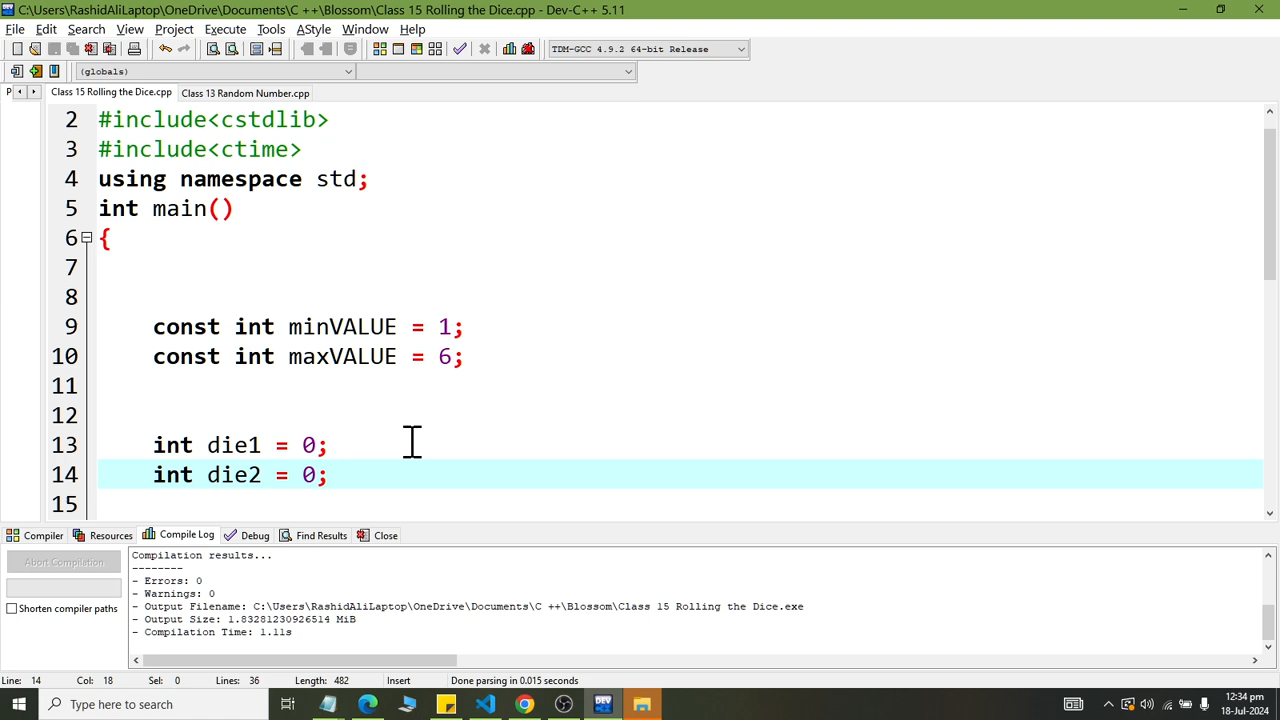 C:\Users\RashidAliLaptop\OneDrive\Documents\C ++\Blossom\Class 15 Rolling the Dice.cpp - Dev-C++ 5.11
File Edit Search View Project Execute Tools AStyle Window Help
TDM-GCC 4.9.2 64-bit Release
(globals)
P Class 15 Rolling the Dice.cpp Class 13 Random Number.cpp
2 #include<cstdlib>
3 #include<ctime>
4 using namespace std;
5 int main()
6 {
7
8
9 const int minVALUE = 1;
10 const int maxVALUE = 6;
11
12
13 int die1 = 0;
14 int die2 = 0;
15
Compiler Resources Compile Log Debug Find Results Close
Abort Compilation
Shorten compiler paths
Compilation results...
--------
- Errors: 0
- Warnings: 0
- Output Filename: C:\Users\RashidAliLaptop\OneDrive\Documents\C ++\Blossom\Class 15 Rolling the Dice.exe
- Output Size: 1.83281230926514 MiB
- Compilation Time: 1.11s
Line: 14 Col: 18 Sel: 0 Lines: 36 Length: 482 Insert Done parsing in 0.015 seconds
Type here to search
DEV
12:34 pm
18-Jul-2024